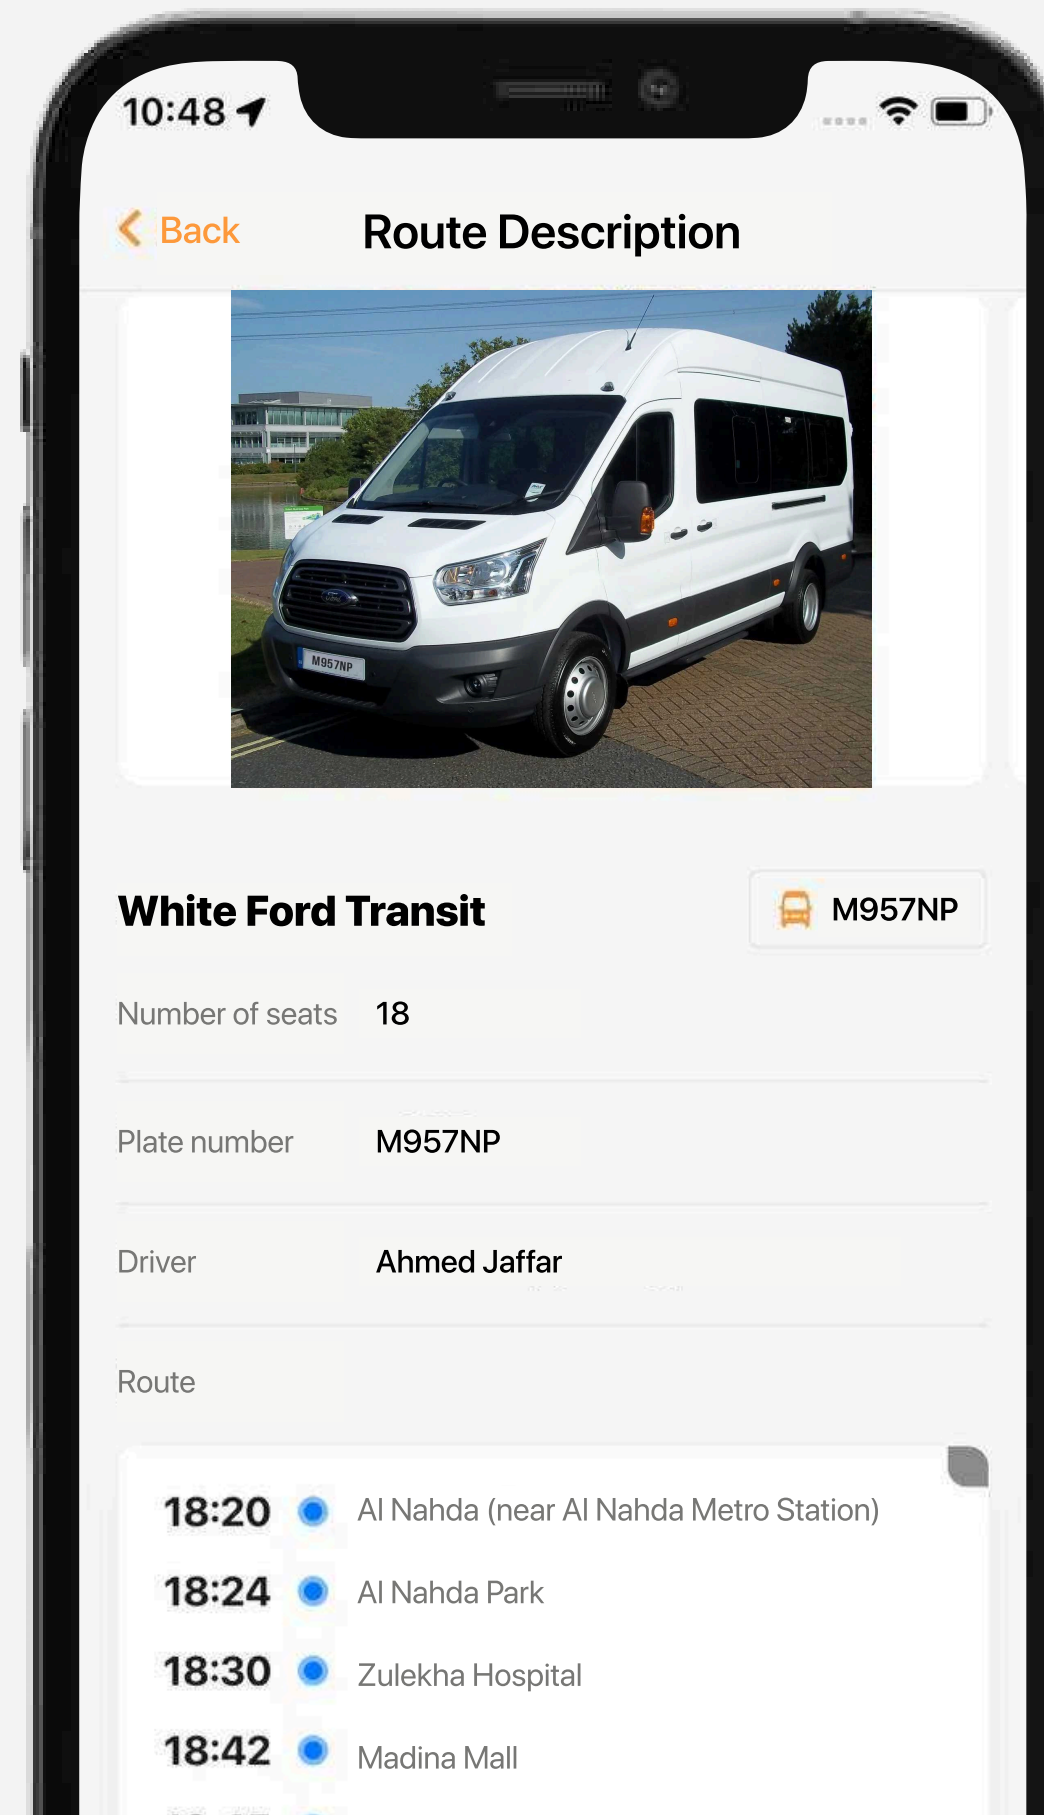 10:48
Back
Route Description
Ford
M957NP
White Ford Transit
M957NP
Number of seats 18
Plate number M957NP
Driver Ahmed Jaffar
Route
18:20 Al Nahda (near Al Nahda Metro Station)
18:24 Al Nahda Park
18:30 Zulekha Hospital
18:42 Madina Mall